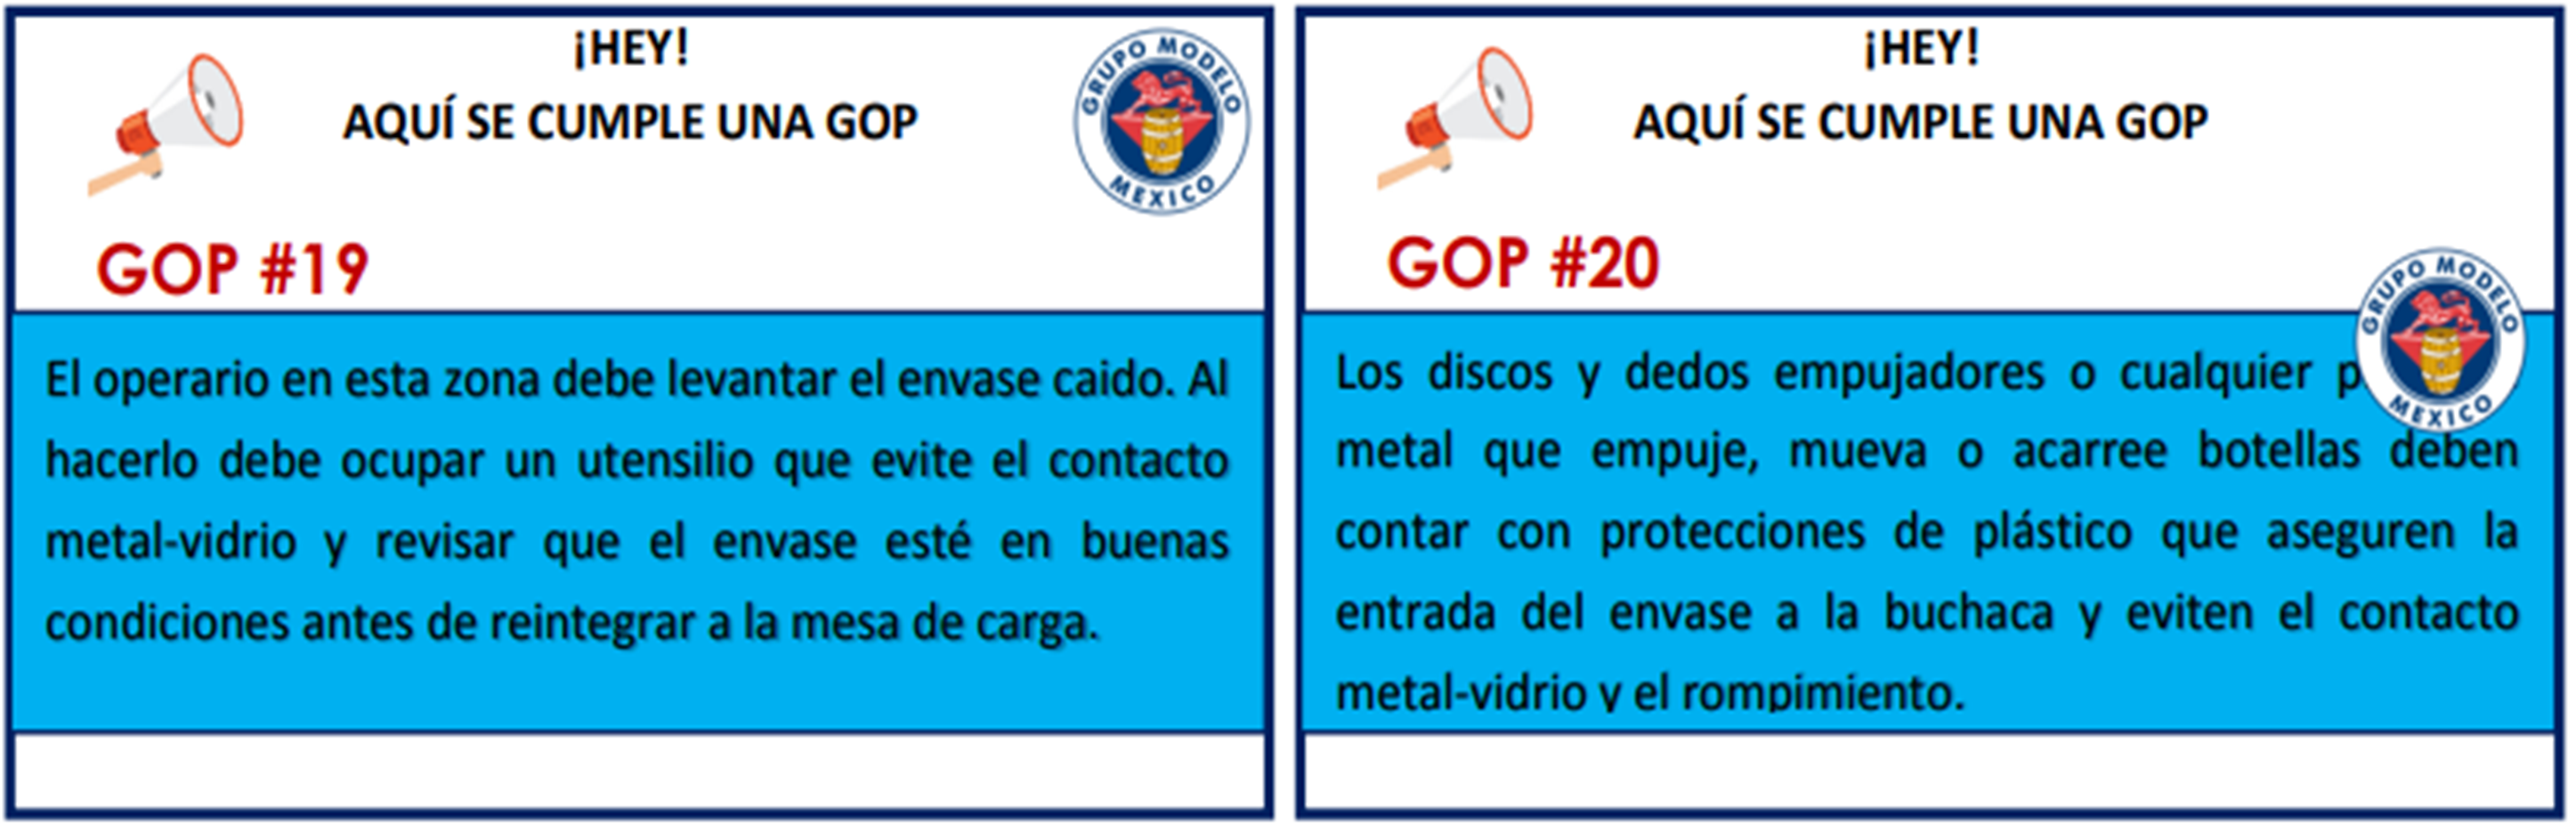 ¡HEY!
AQUÍ SE CUMPLE UNA GOP
GRUPO MODELO
MEXICO
GOP #19
El operario en esta zona debe levantar el envase caido. Al
hacerlo debe ocupar un utensilio que evite el contacto
metal-vidrio y revisar que el envase esté en buenas
condiciones antes de reintegrar a la mesa de carga.
¡HEY!
AQUÍ SE CUMPLE UNA GOP
GOP #20
GRUPO MODELO
MEXICO
Los discos y dedos empujadores o cualquier
metal que empuje, mueva o acarree botellas deben
contar con protecciones de plástico que aseguren la
entrada del envase a la buchaca y eviten el contacto
metal-vidrio y el rompimiento.